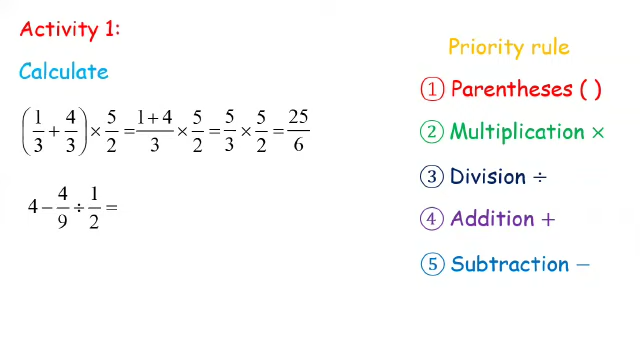 Activity 1:
Calculate
(1/3 + 4/3) × 5/2 = (1+4)/3 × 5/2 = 5/3 × 5/2 = 25/6
4 − 4/9 ÷ 1/2 =
Priority rule
① Parentheses ( )
② Multiplication ×
③ Division ÷
④ Addition +
⑤ Subtraction −